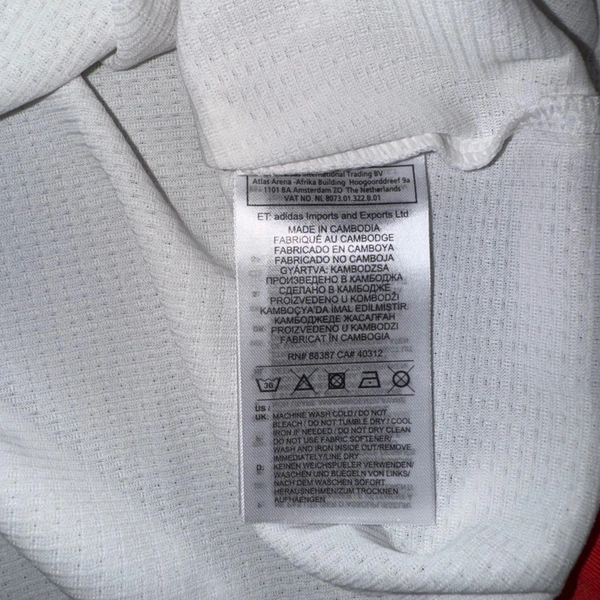 International Trading BV
Atlas Arena -Afrika Building Hoogoorddreef 9a
1101 BA Amsterdam ZO The Netherlands
VAT NO. NL 8073.01.322.B.01
ET: adidas Imports and Exports Ltd
MADE IN CAMBODIA
FABRIQUÉ AU CAMBODGE
FABRICADO EN CAMBOYA
FABRICADO NO CAMBOJA
GYÁRTVA: KAMBODZSA
ПРОИЗВЕДЕНО В КАМБОДЖА
СДЕЛАНО В КАМБОДЖЕ
PROIZVEDENO U KOMBODŽI
KAMBOÇYA'DA İMAL EDİLMİŞTİR.
КАМБОДЖЕДЕ ЖАСАЛҒАН
PROIZVEDENO U KAMBODŽI
FABRICAT ÎN CAMBOGIA
RN# 88387 CA# 40312
30
US /
UK: MACHINE WASH COLD / DO NOT
BLEACH / DO NOT TUMBLE DRY / COOL
IRON IF NEEDED / DO NOT DRY CLEAN
DO NOT USE FABRIC SOFTENER/
WASH AND IRON INSIDE OUT/REMOVE
IMMEDIATELY/LINE DRY
D: KEINEN WEICHSPUELER VERWENDEN/
WASCHEN UND BUEGELN VON LINKS/
NACH DEM WASCHEN SOFORT
HERAUSNEHMEN/ZUM TROCKNEN
AUFHAENGEN